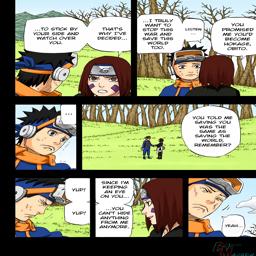 YOU
PROMISED
ME YOU'D
BECOME
HOKAGE,
OBITO.
LISTEN!
...I TRULY
WANT TO
STOP THIS
WAR AND
SAVE THIS
WORLD
TOO.
THAT'S
WHY I'VE
DECIDED...
...TO STICK
BY YOUR
SIDE AND
WATCH OVER
YOU.
YOU TOLD
ME THAT
SAVING YOU
WAS THE
SAME AS
SAVING
THE WORLD,
REMEMBER?
...
YEAH...
SINCE I'M
KEEPING
AN EYE
ON YOU...
...YOU
CAN'T HIDE
ANYTHING
FROM ME
ANYMORE.
YUP!
YUP!